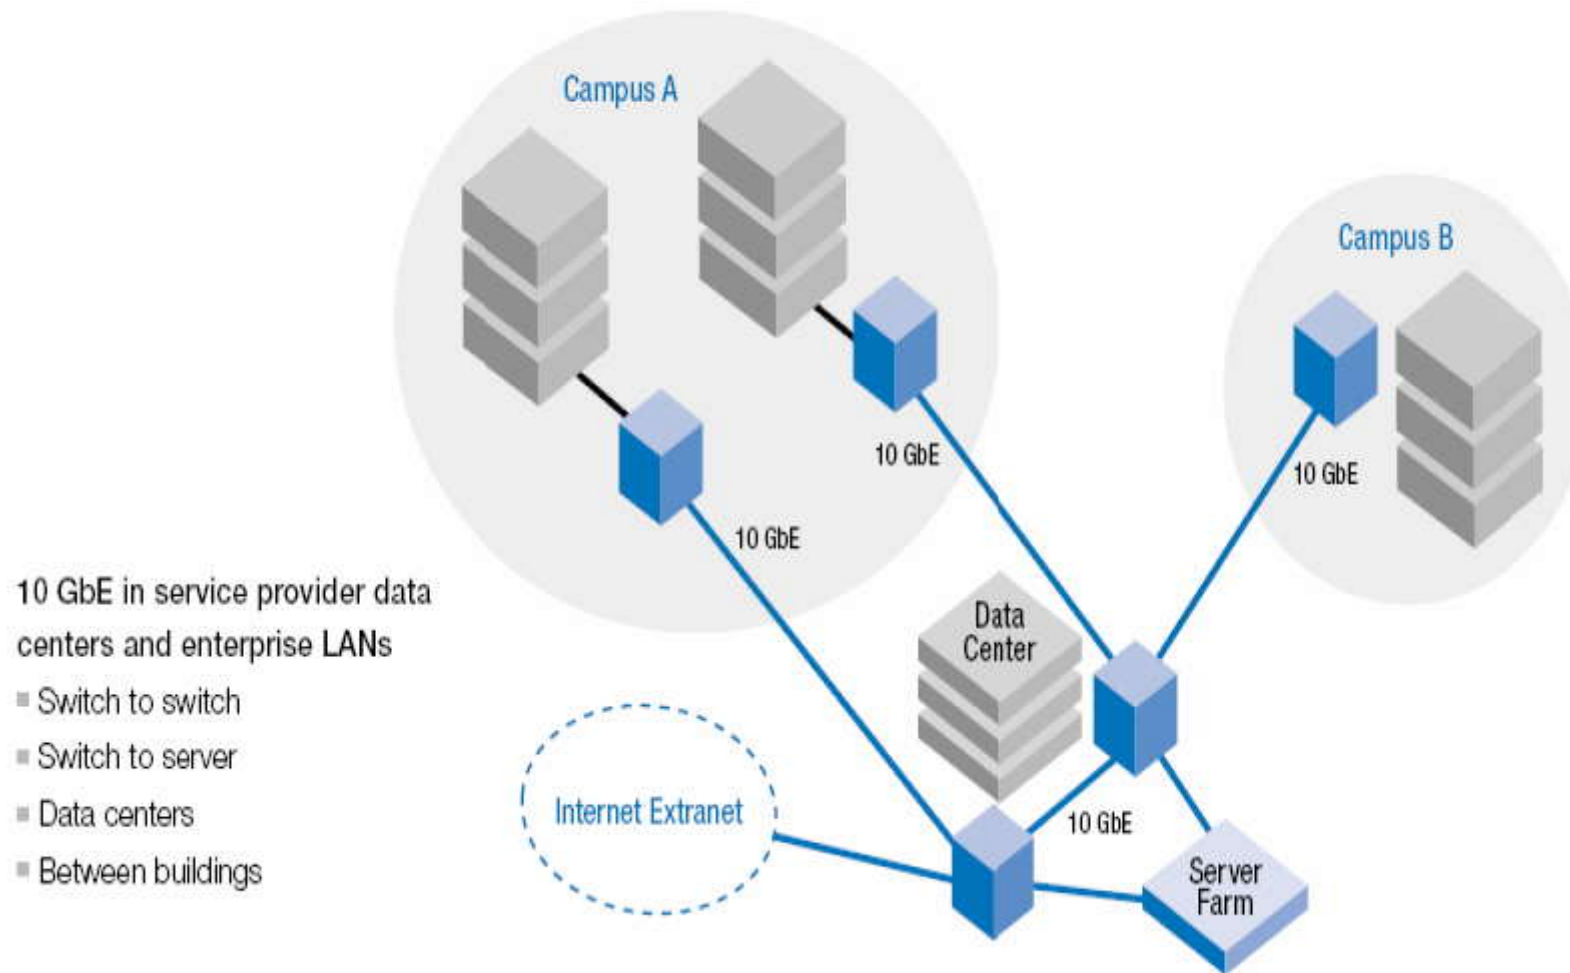 Campus A
Campus B
10 GbE
10 GbE
10 GbE
10 GbE in service provider data
centers and enterprise LANs
Switch to switch
Switch to server
Data centers
Between buildings
Data
Center
Internet Extranet
10 GbE
Server
Farm